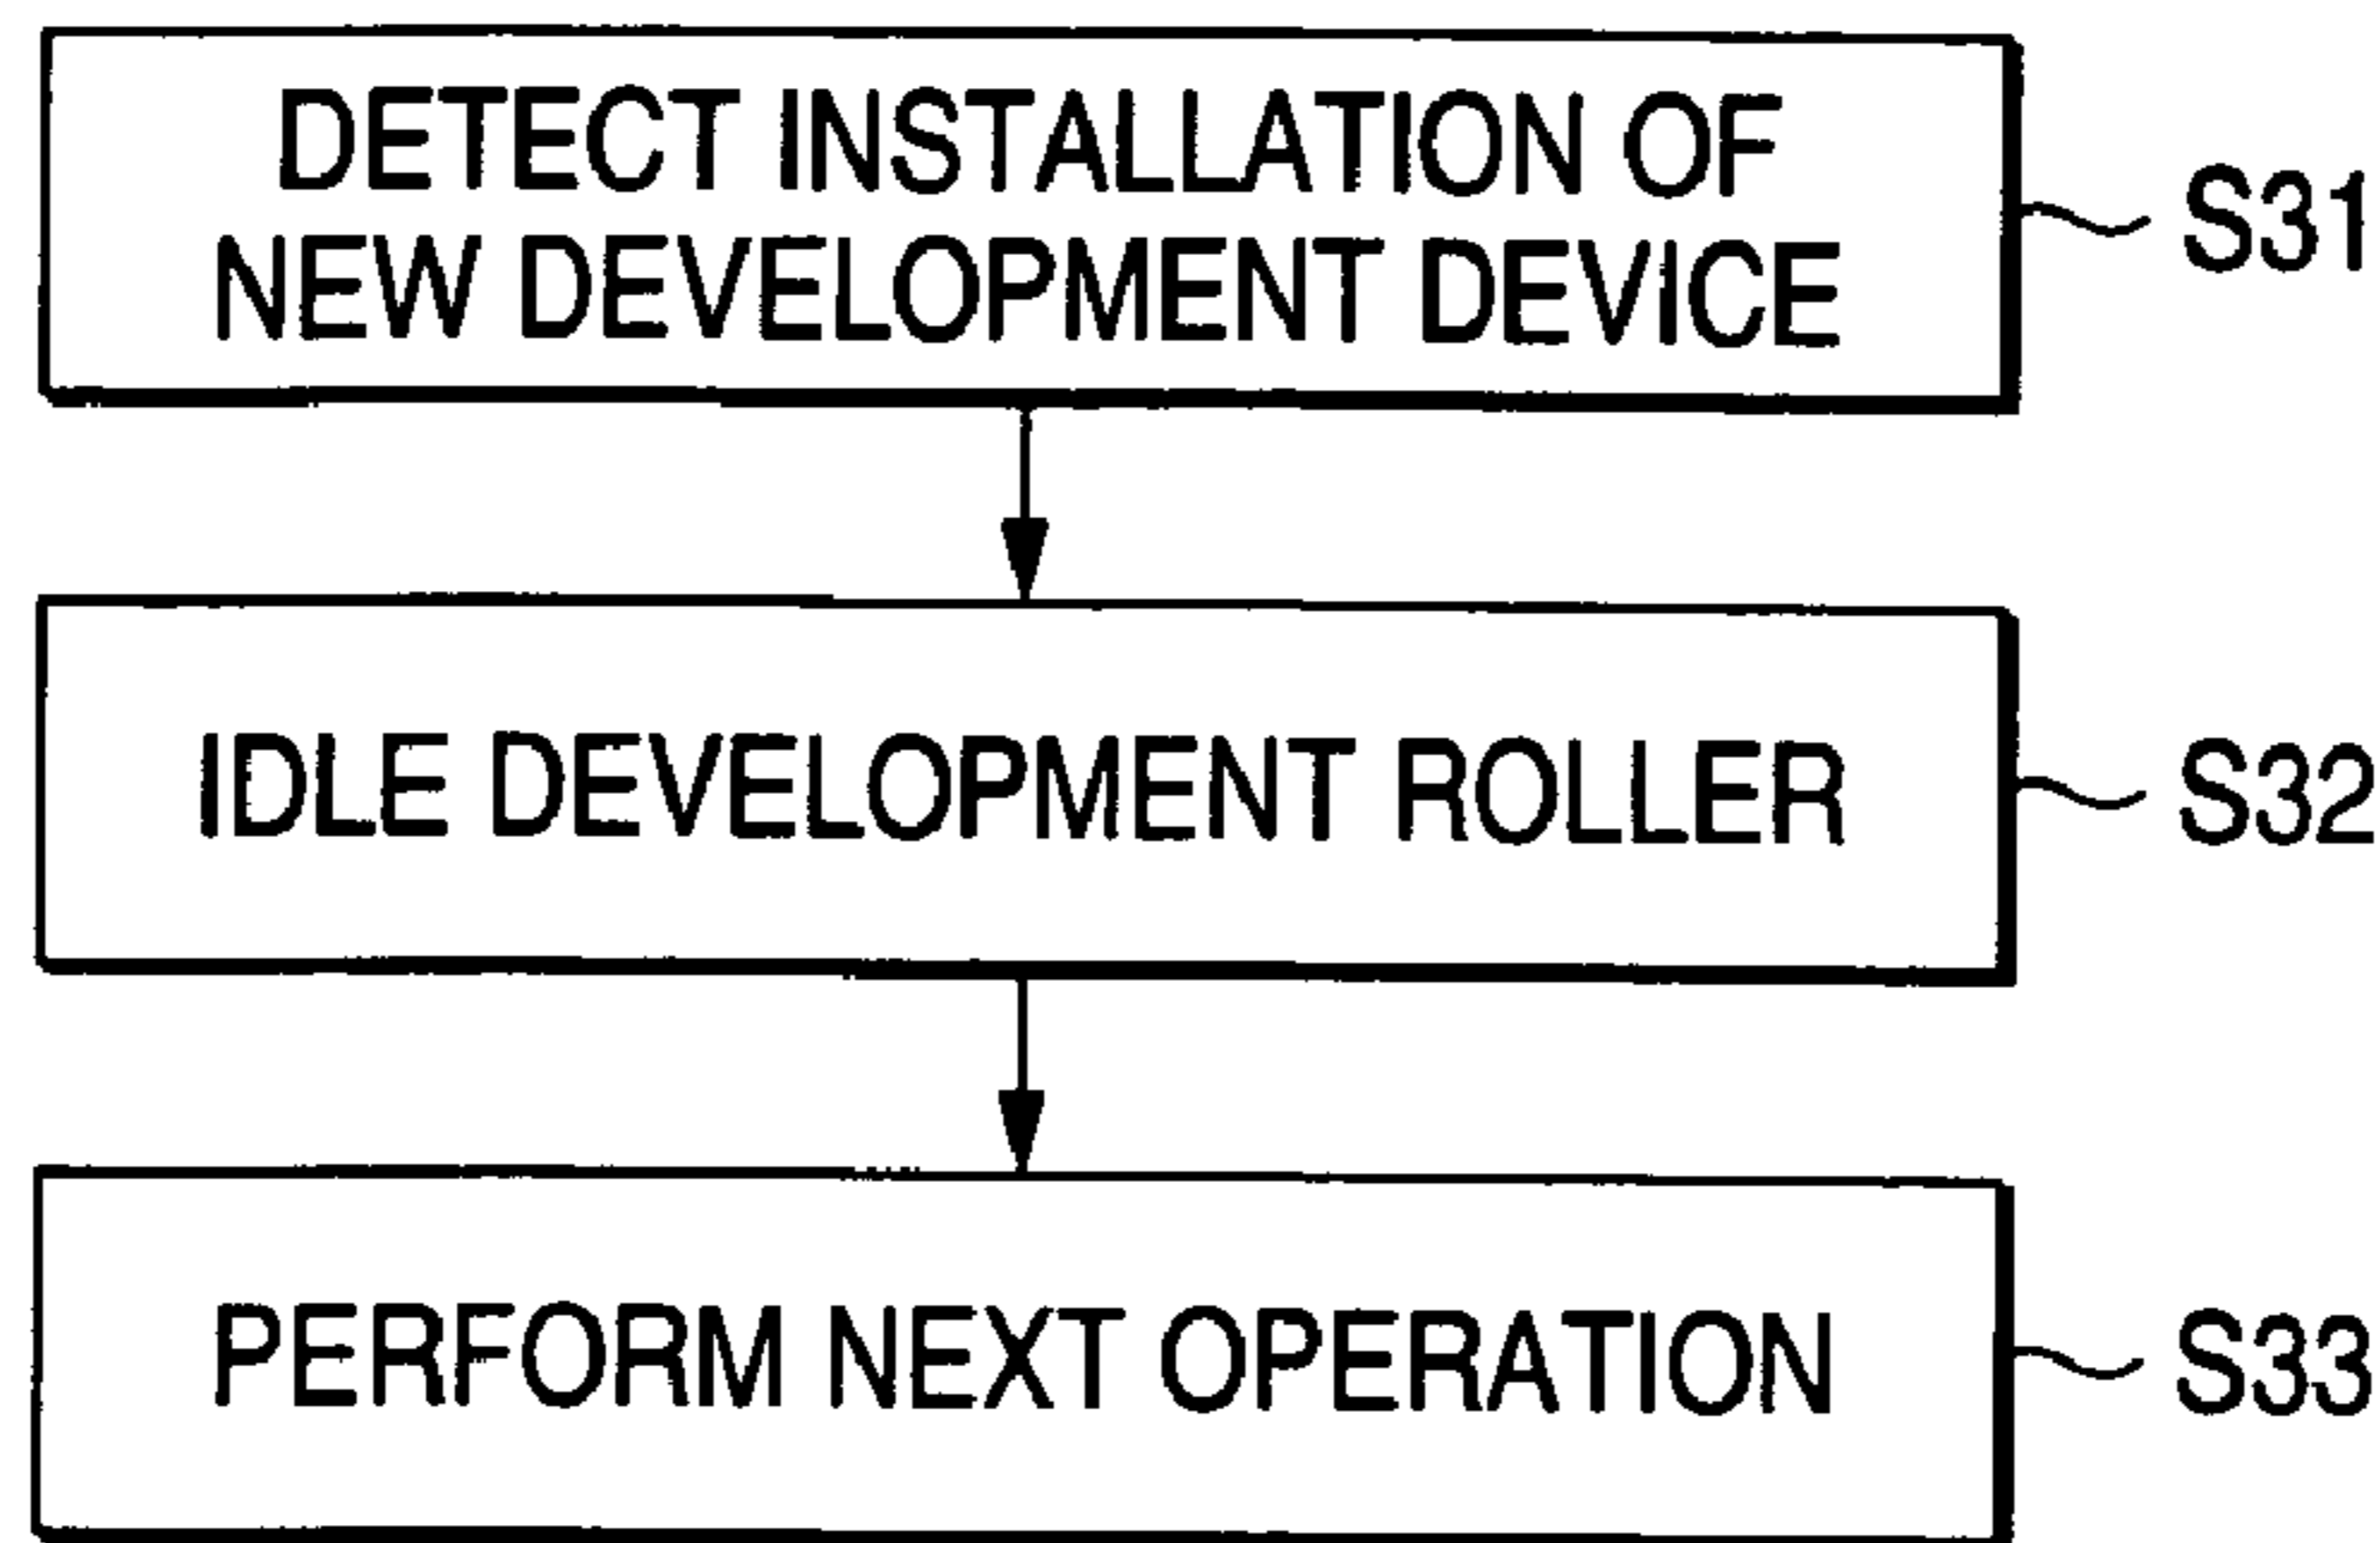 DETECT INSTALLATION OF
NEW DEVELOPMENT DEVICE
S31
IDLE DEVELOPMENT ROLLER
S32
PERFORM NEXT OPERATION
S33